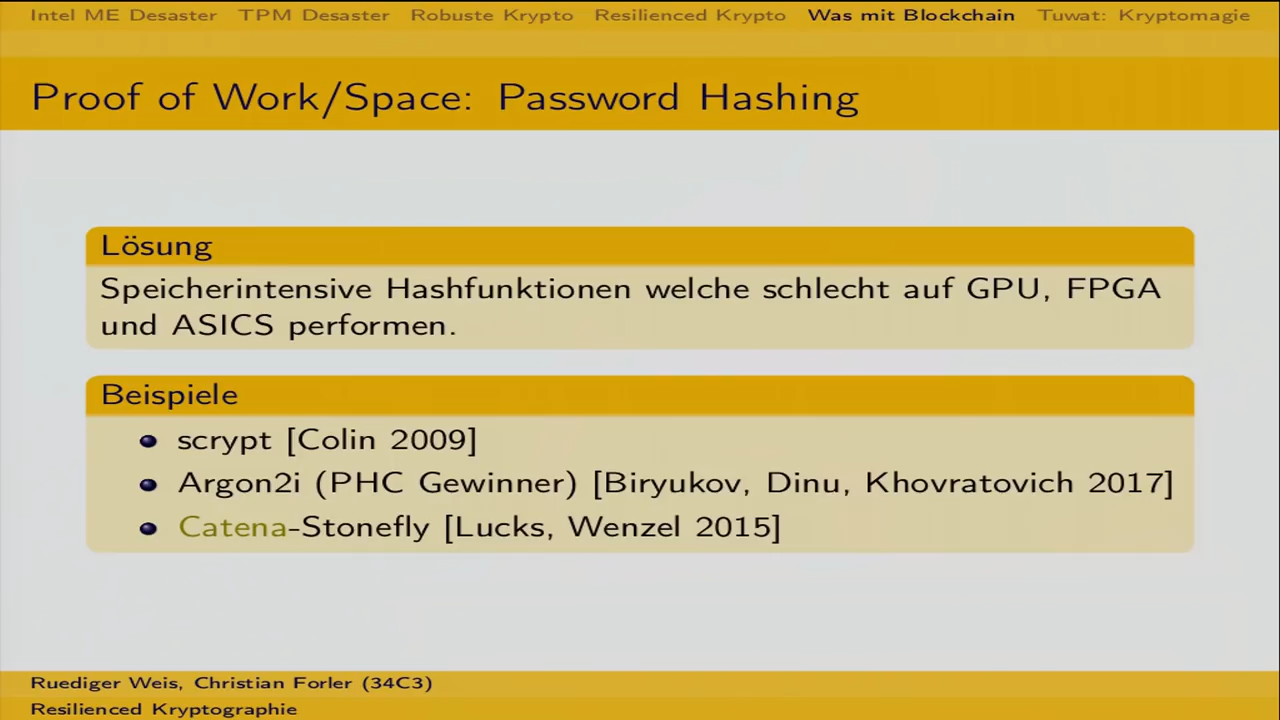 Intel ME Desaster TPM Desaster Robuste Krypto Resilienced Krypto Was mit Blockchain Tuwat: Kryptomagie
Proof of Work/Space: Password Hashing
Lösung
Speicherintensive Hashfunktionen welche schlecht auf GPU, FPGA
und ASICS performen.
Beispiele
scrypt [Colin 2009]
Argon2i (PHC Gewinner) [Biryukov, Dinu, Khovratovich 2017]
Catena-Stonefly [Lucks, Wenzel 2015]
Ruediger Weis, Christian Forler (34C3)
Resilienced Kryptographie